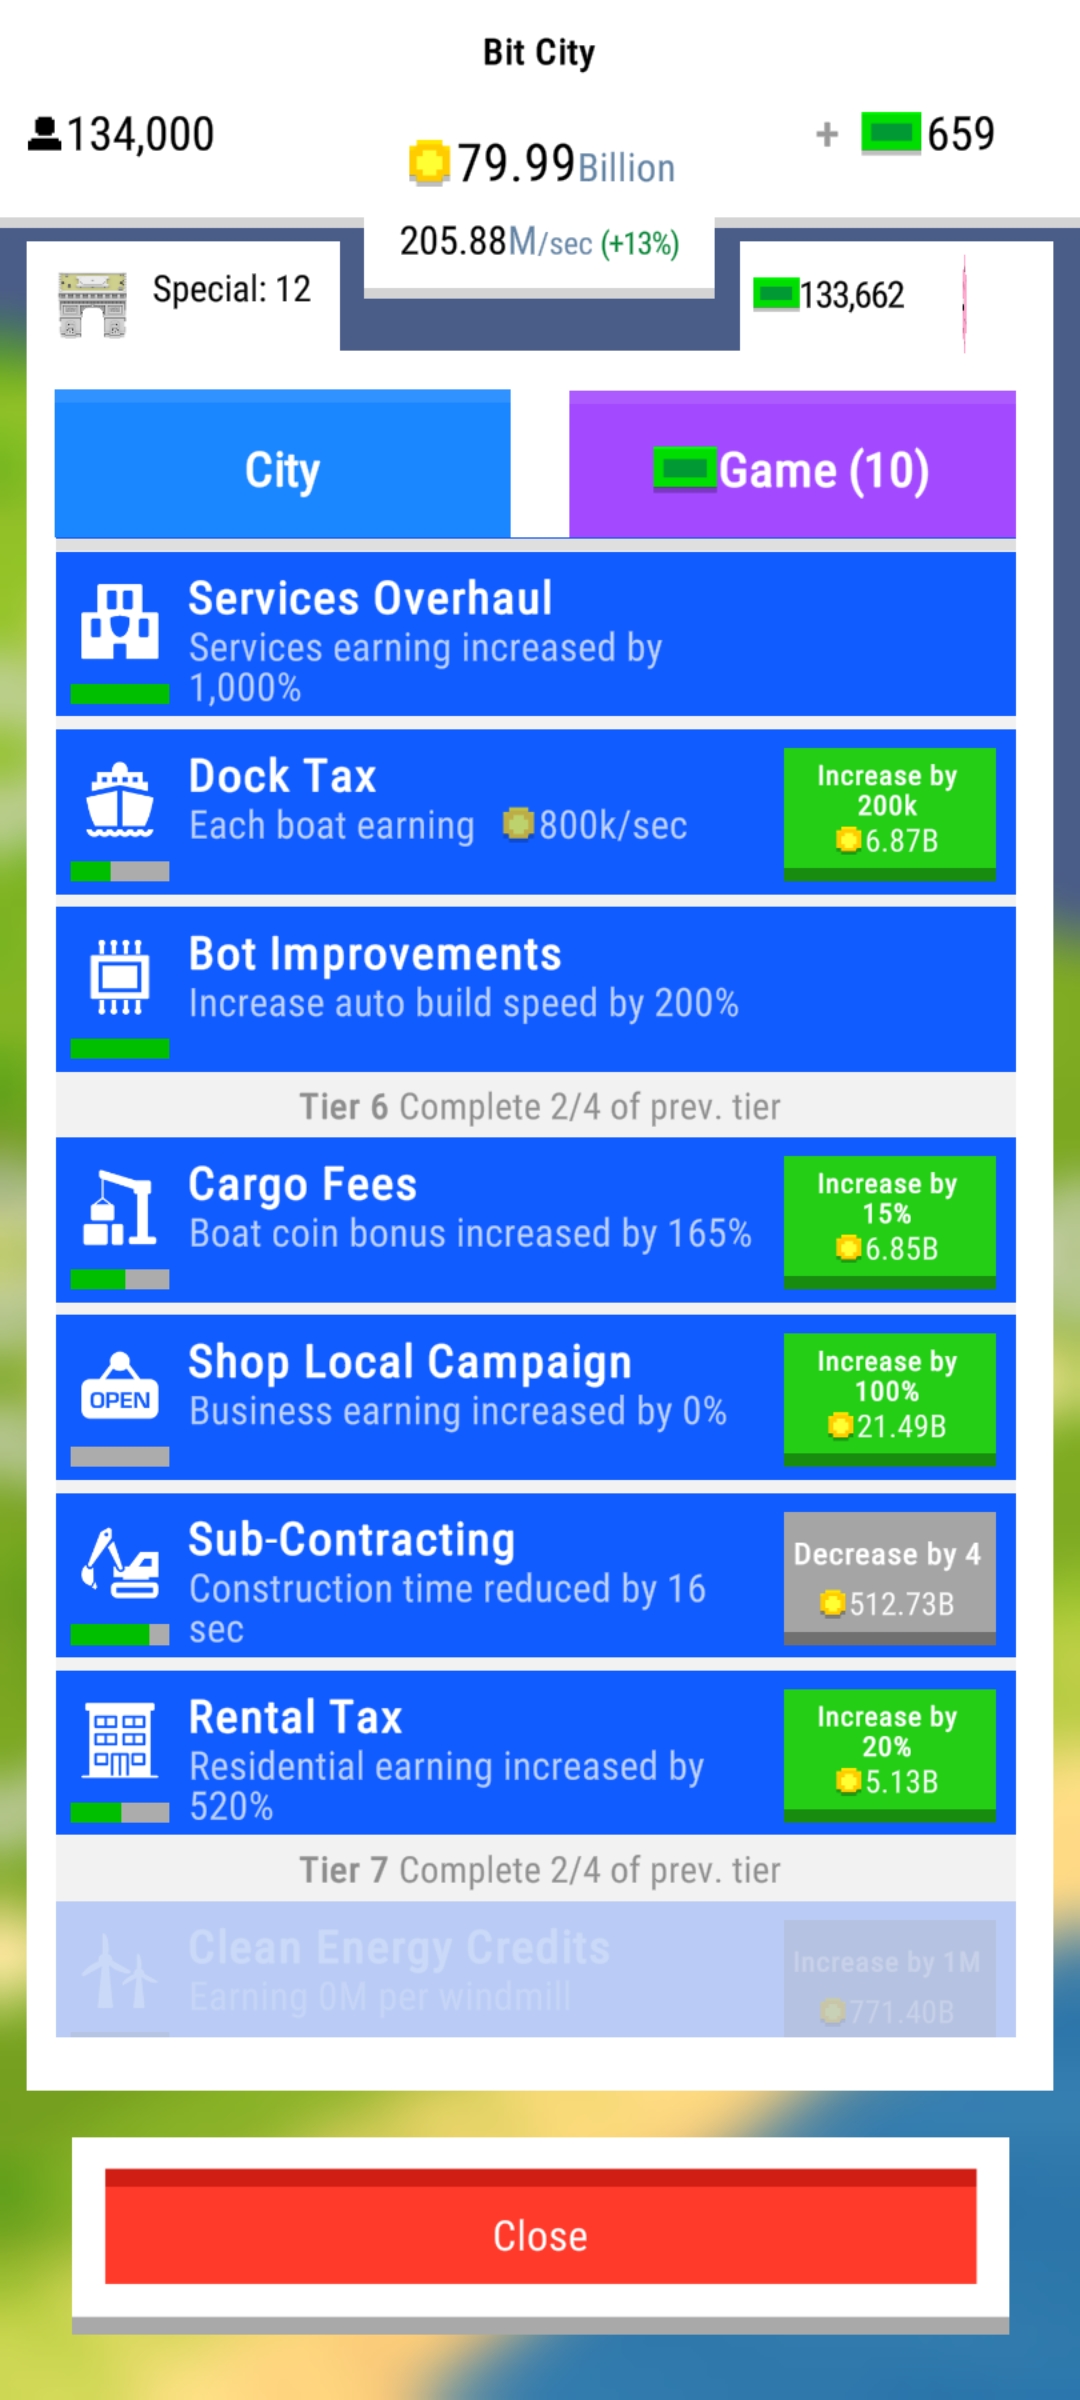 Bit City
134,000
79.99Billion
+ 659
205.88M/sec (+13%)
Special: 12
133,662
City
Game (10)
Services Overhaul
Services earning increased by
1,000%
Dock Tax
Each boat earning 800k/sec
Increase by
200k
6.87B
Bot Improvements
Increase auto build speed by 200%
Tier 6 Complete 2/4 of prev. tier
Cargo Fees
Boat coin bonus increased by 165%
Increase by
15%
6.85B
OPEN
Shop Local Campaign
Business earning increased by 0%
Increase by
100%
21.49B
Sub-Contracting
Construction time reduced by 16
sec
Decrease by 4
512.73B
Rental Tax
Residential earning increased by
520%
Increase by
20%
5.13B
Tier 7 Complete 2/4 of prev. tier
Clean Energy Credits
Earning 0M per windmill
Increase by 1M
771.40B
Close